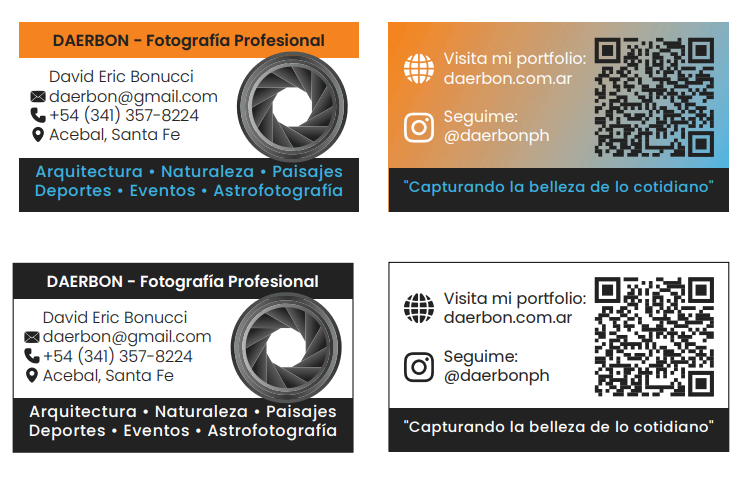 DAERBON - Fotografía Profesional
David Eric Bonucci
daerbon@gmail.com
+54 (341) 357-8224
Acebal, Santa Fe
Arquitectura • Naturaleza • Paisajes
Deportes • Eventos • Astrofotografía
Visita mi portfolio:
daerbon.com.ar
Seguime:
@daerbonph
"Capturando la belleza de lo cotidiano"
DAERBON - Fotografía Profesional
David Eric Bonucci
daerbon@gmail.com
+54 (341) 357-8224
Acebal, Santa Fe
Arquitectura • Naturaleza • Paisajes
Deportes • Eventos • Astrofotografía
Visita mi portfolio:
daerbon.com.ar
Seguime:
@daerbonph
"Capturando la belleza de lo cotidiano"